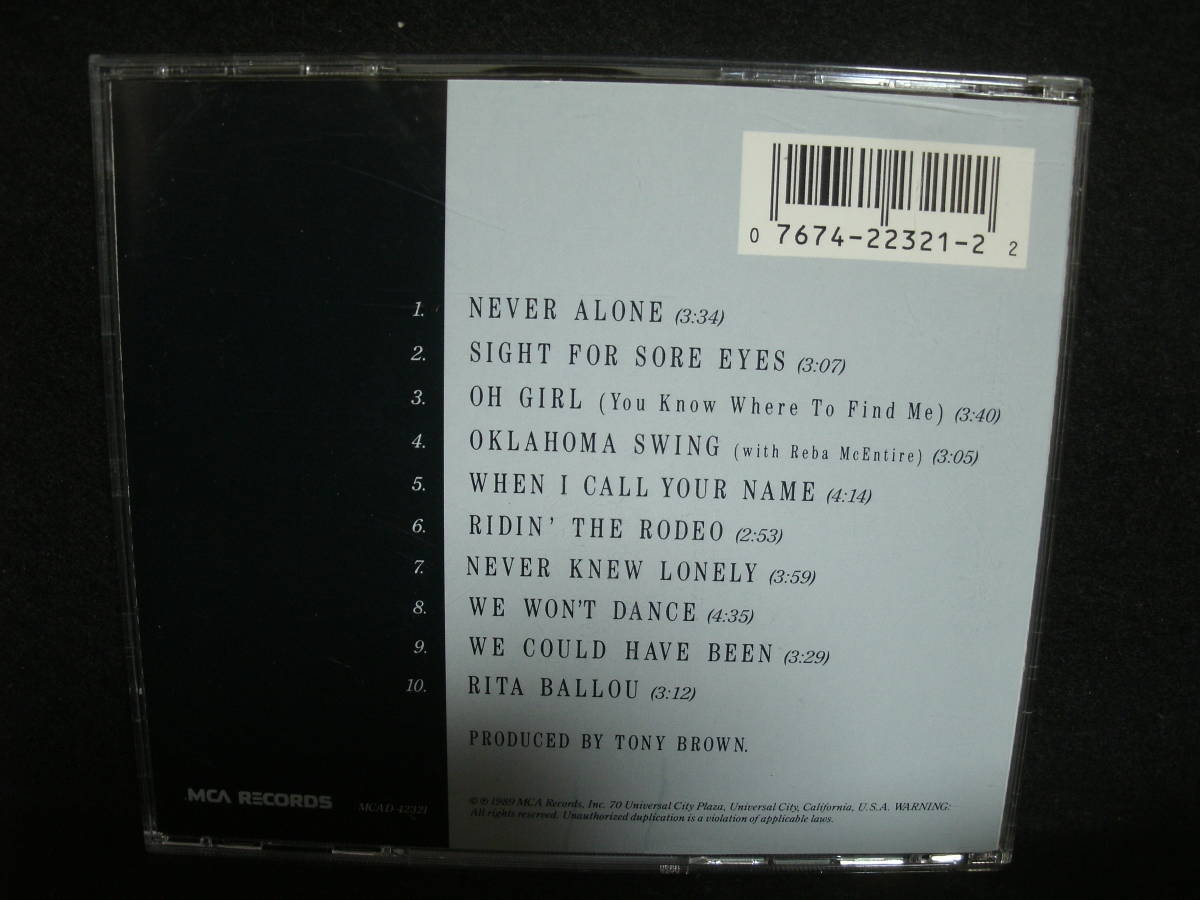 0 7674-22321-2 2
1. NEVER ALONE (3:34)
2. SIGHT FOR SORE EYES (3:07)
3. OH GIRL (You Know Where To Find Me) (3:40)
4. OKLAHOMA SWING (with Reba McEntire) (3:05)
5. WHEN I CALL YOUR NAME (4:14)
6. RIDIN' THE RODEO (2:53)
7. NEVER KNEW LONELY (3:59)
8. WE WON'T DANCE (4:35)
9. WE COULD HAVE BEEN (3:29)
10. RITA BALLOU (3:12)
PRODUCED BY TONY BROWN.
MCA RECORDS MCAD-42321
© ℗ 1989 MCA Records, Inc. 70 Universal City Plaza, Universal City, California, U.S.A. WARNING:
All rights reserved. Unauthorized duplication is a violation of applicable laws.